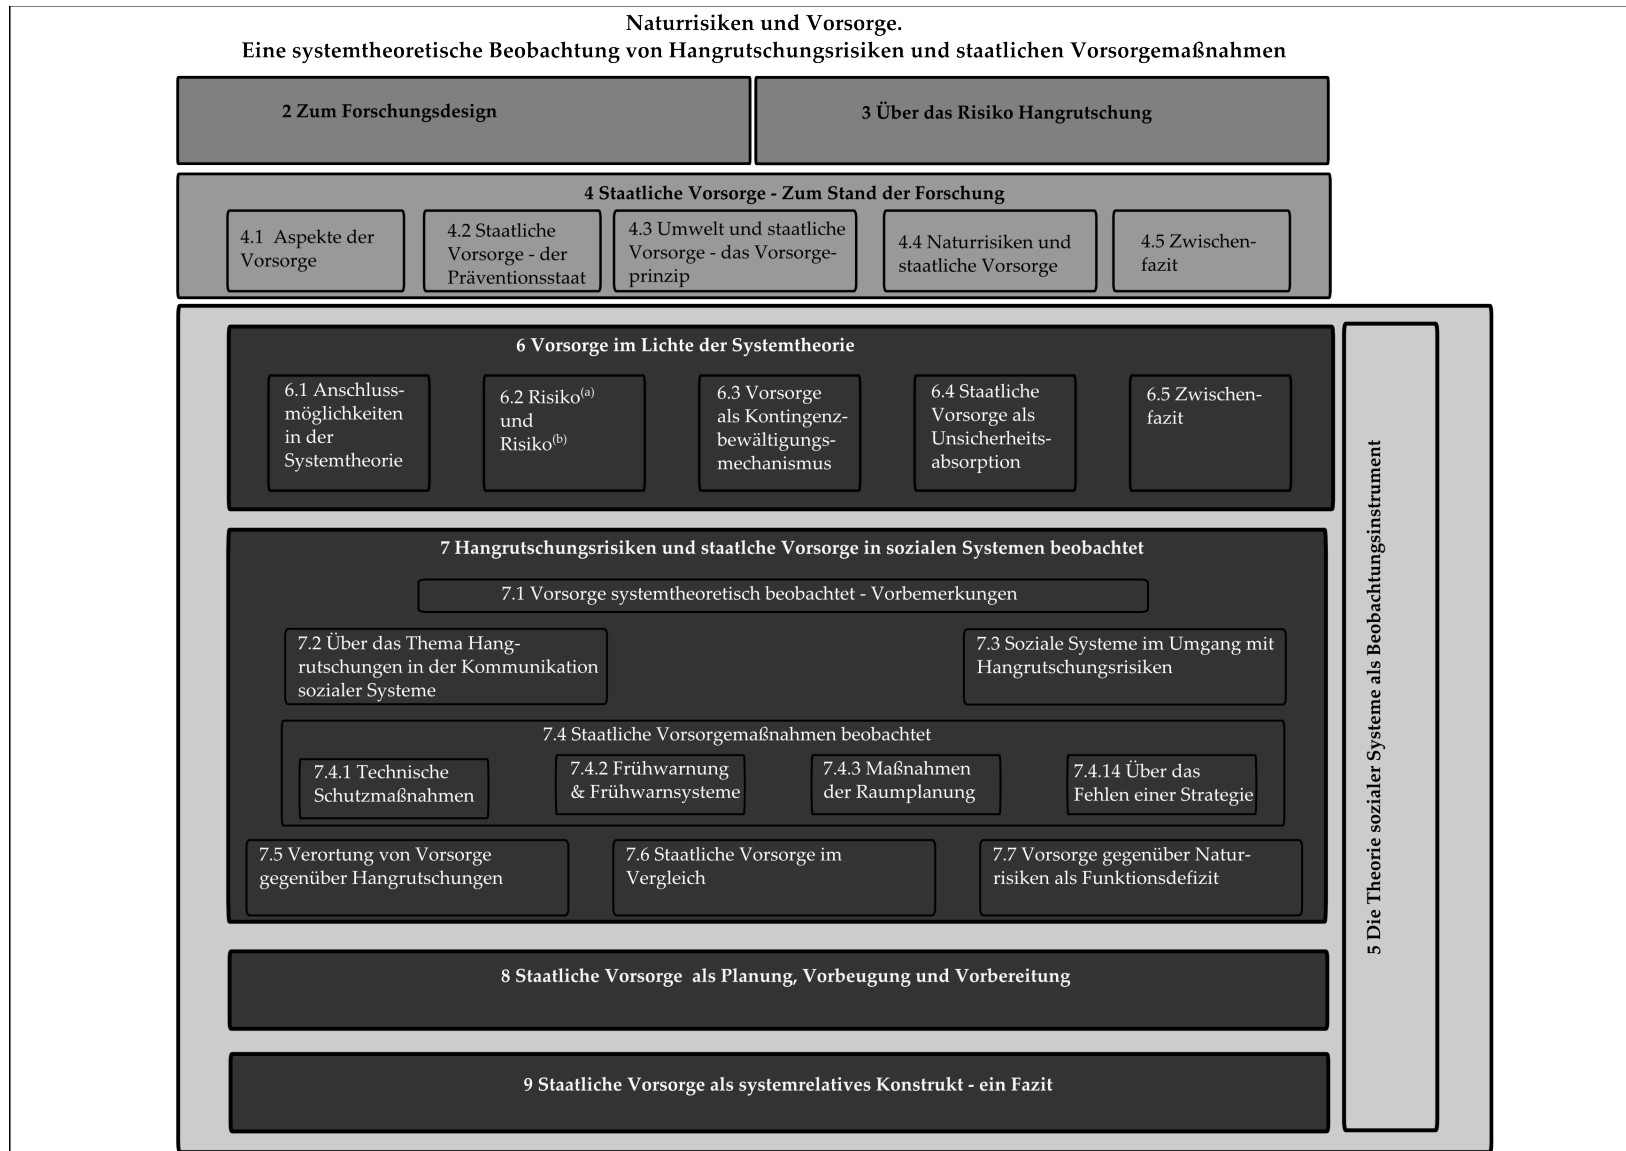 Naturrisiken und Vorsorge.
Eine systemtheoretische Beobachtung von Hangrutschungsrisiken und staatlichen Vorsorgemaßnahmen
2 Zum Forschungsdesign
3 Über das Risiko Hangrutschung
4 Staatliche Vorsorge - Zum Stand der Forschung
4.1 Aspekte der
Vorsorge
4.2 Staatliche
Vorsorge - der
Präventionsstaat
4.3 Umwelt und staatliche
Vorsorge - das Vorsorge-
prinzip
4.4 Naturrisiken und
staatliche Vorsorge
4.5 Zwischen-
fazit
6 Vorsorge im Lichte der Systemtheorie
6.1 Anschluss-
möglichkeiten
in der
Systemtheorie
6.2 Risiko(a)
und
Risiko(b)
6.3 Vorsorge
als Kontingenz-
bewältigungs-
mechanismus
6.4 Staatliche
Vorsorge als
Unsicherheits-
absorption
6.5 Zwischen-
fazit
7 Hangrutschungsrisiken und staatlche Vorsorge in sozialen Systemen beobachtet
7.1 Vorsorge systemtheoretisch beobachtet - Vorbemerkungen
7.2 Über das Thema Hang-
rutschungen in der Kommunikation
sozialer Systeme
7.3 Soziale Systeme im Umgang mit
Hangrutschungsrisiken
7.4 Staatliche Vorsorgemaßnahmen beobachtet
7.4.1 Technische
Schutzmaßnahmen
7.4.2 Frühwarnung
& Frühwarnsysteme
7.4.3 Maßnahmen
der Raumplanung
7.4.14 Über das
Fehlen einer Strategie
7.5 Verortung von Vorsorge
gegenüber Hangrutschungen
7.6 Staatliche Vorsorge im
Vergleich
7.7 Vorsorge gegenüber Natur-
risiken als Funktionsdefizit
8 Staatliche Vorsorge als Planung, Vorbeugung und Vorbereitung
9 Staatliche Vorsorge als systemrelatives Konstrukt - ein Fazit
5 Die Theorie sozialer Systeme als Beobachtungsinstrument